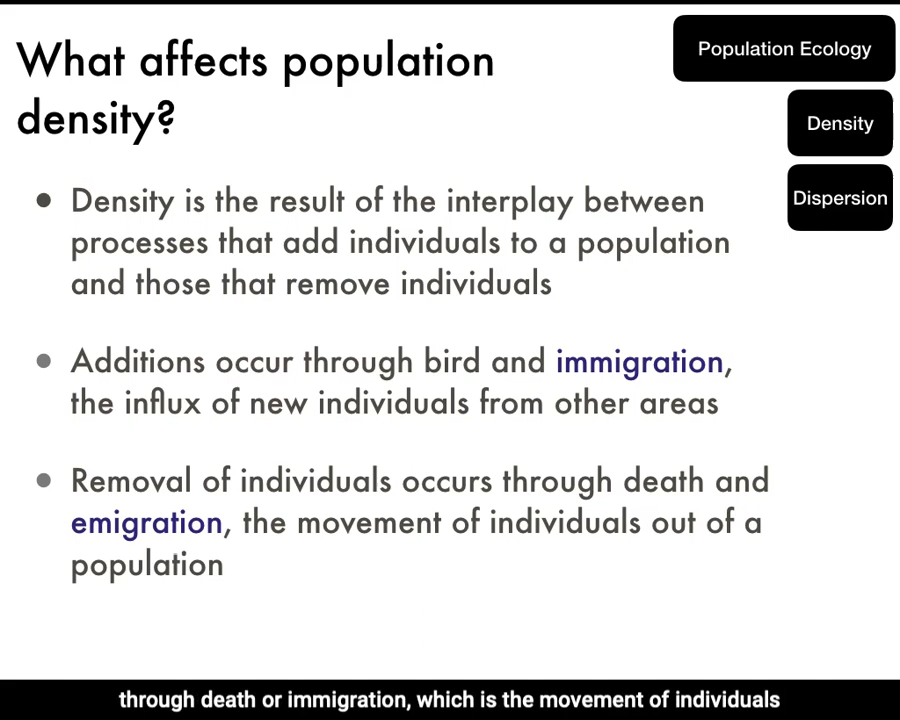 What affects population
density?
Population Ecology
Density
Dispersion
• Density is the result of the interplay between
processes that add individuals to a population
and those that remove individuals
• Additions occur through bird and immigration,
the influx of new individuals from other areas
• Removal of individuals occurs through death and
emigration, the movement of individuals out of a
population
through death or immigration, which is the movement of individuals